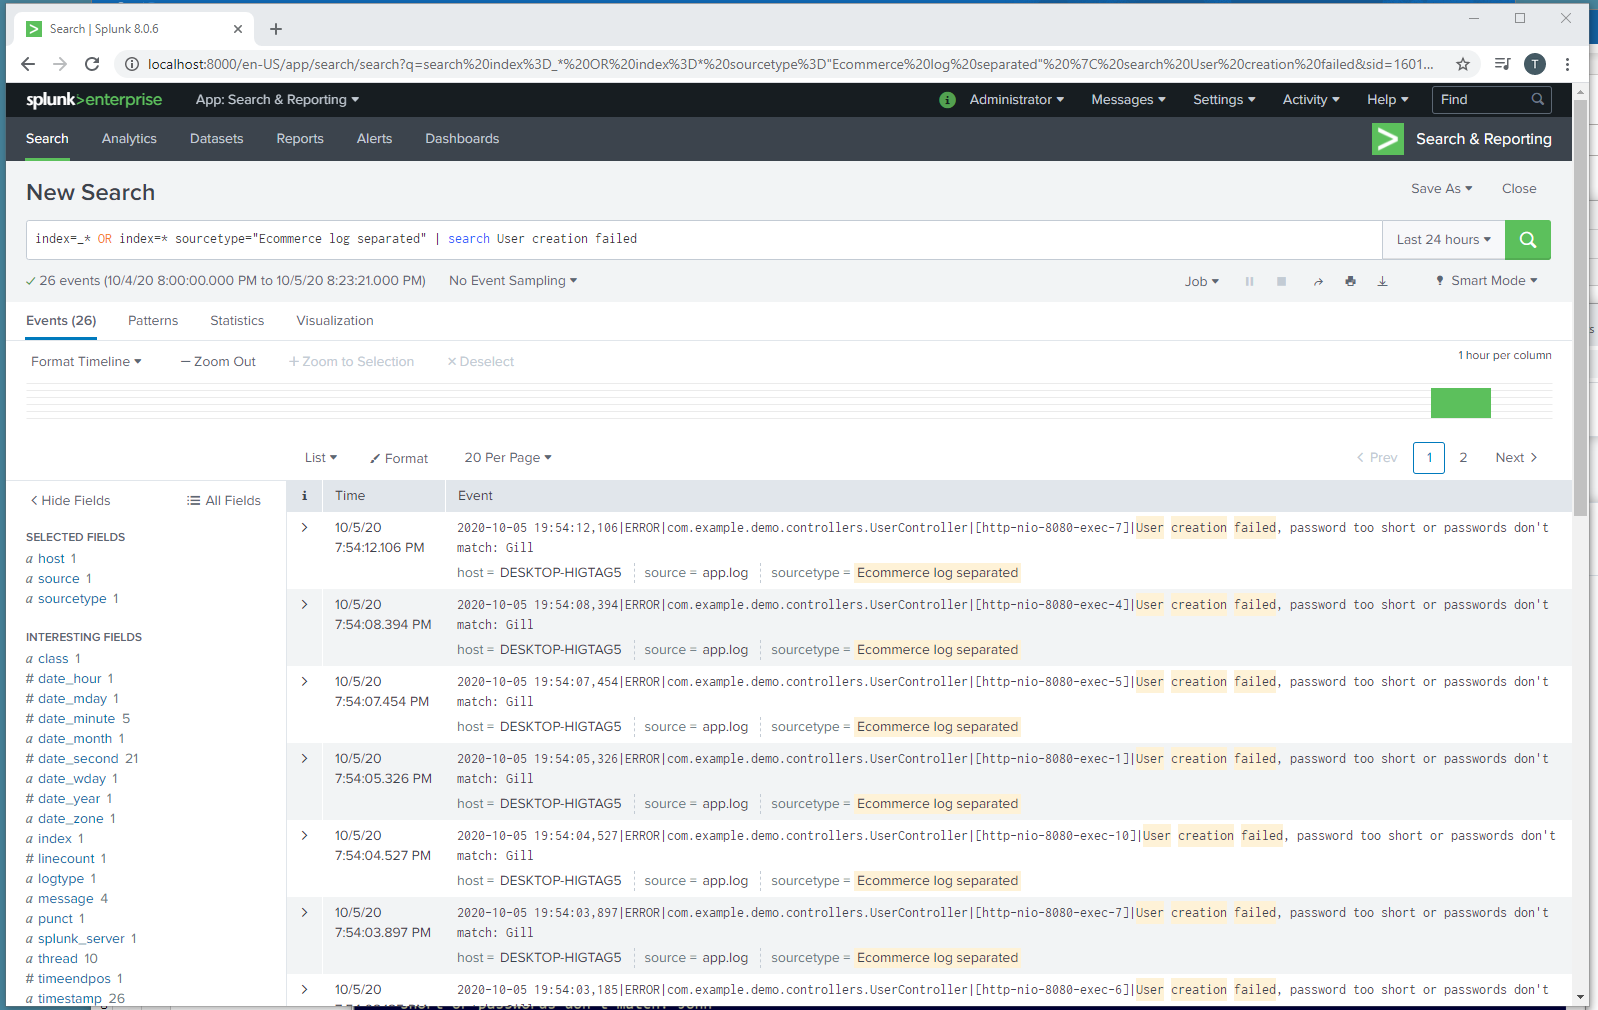 Search | Splunk 8.0.6
localhost:8000/en-US/app/search/search?q=search%20index%3D_*%20OR%20index%3D*%20sourcetype%3D"Ecommerce%20log%20separated"%20%7C%20search%20User%20creation%20failed&sid=1601...
T
splunk>enterprise App: Search & Reporting i Administrator Messages Settings Activity Help Find
Search Analytics Datasets Reports Alerts Dashboards Search & Reporting
New Search Save As Close
index=_* OR index=* sourcetype="Ecommerce log separated" | search User creation failed Last 24 hours
26 events (10/4/20 8:00:00.000 PM to 10/5/20 8:23:21.000 PM) No Event Sampling Job Smart Mode
Events (26) Patterns Statistics Visualization
Format Timeline Zoom Out Zoom to Selection Deselect 1 hour per column
List Format 20 Per Page Prev 1 2 Next
Hide Fields All Fields
SELECTED FIELDS
a host 1
a source 1
a sourcetype 1
INTERESTING FIELDS
a class 1
# date_hour 1
# date_mday 1
# date_minute 5
a date_month 1
# date_second 21
a date_wday 1
# date_year 1
a date_zone 1
a index 1
# linecount 1
a logtype 1
a message 4
a punct 1
a splunk_server 1
a thread 10
# timeendpos 1
a timestamp 26
i Time Event
10/5/20 2020-10-05 19:54:12,106|ERROR|com.example.demo.controllers.UserController|[http-nio-8080-exec-7]|User creation failed, password too short or passwords don't
7:54:12.106 PM match: Gill
host = DESKTOP-HIGTAG5 source = app.log sourcetype = Ecommerce log separated
10/5/20 2020-10-05 19:54:08,394|ERROR|com.example.demo.controllers.UserController|[http-nio-8080-exec-4]|User creation failed, password too short or passwords don't
7:54:08.394 PM match: Gill
host = DESKTOP-HIGTAG5 source = app.log sourcetype = Ecommerce log separated
10/5/20 2020-10-05 19:54:07,454|ERROR|com.example.demo.controllers.UserController|[http-nio-8080-exec-5]|User creation failed, password too short or passwords don't
7:54:07.454 PM match: Gill
host = DESKTOP-HIGTAG5 source = app.log sourcetype = Ecommerce log separated
10/5/20 2020-10-05 19:54:05,326|ERROR|com.example.demo.controllers.UserController|[http-nio-8080-exec-1]|User creation failed, password too short or passwords don't
7:54:05.326 PM match: Gill
host = DESKTOP-HIGTAG5 source = app.log sourcetype = Ecommerce log separated
10/5/20 2020-10-05 19:54:04,527|ERROR|com.example.demo.controllers.UserController|[http-nio-8080-exec-10]|User creation failed, password too short or passwords don't
7:54:04.527 PM match: Gill
host = DESKTOP-HIGTAG5 source = app.log sourcetype = Ecommerce log separated
10/5/20 2020-10-05 19:54:03,897|ERROR|com.example.demo.controllers.UserController|[http-nio-8080-exec-7]|User creation failed, password too short or passwords don't
7:54:03.897 PM match: Gill
host = DESKTOP-HIGTAG5 source = app.log sourcetype = Ecommerce log separated
10/5/20 2020-10-05 19:54:03,185|ERROR|com.example.demo.controllers.UserController|[http-nio-8080-exec-6]|User creation failed, password too short or passwords don't